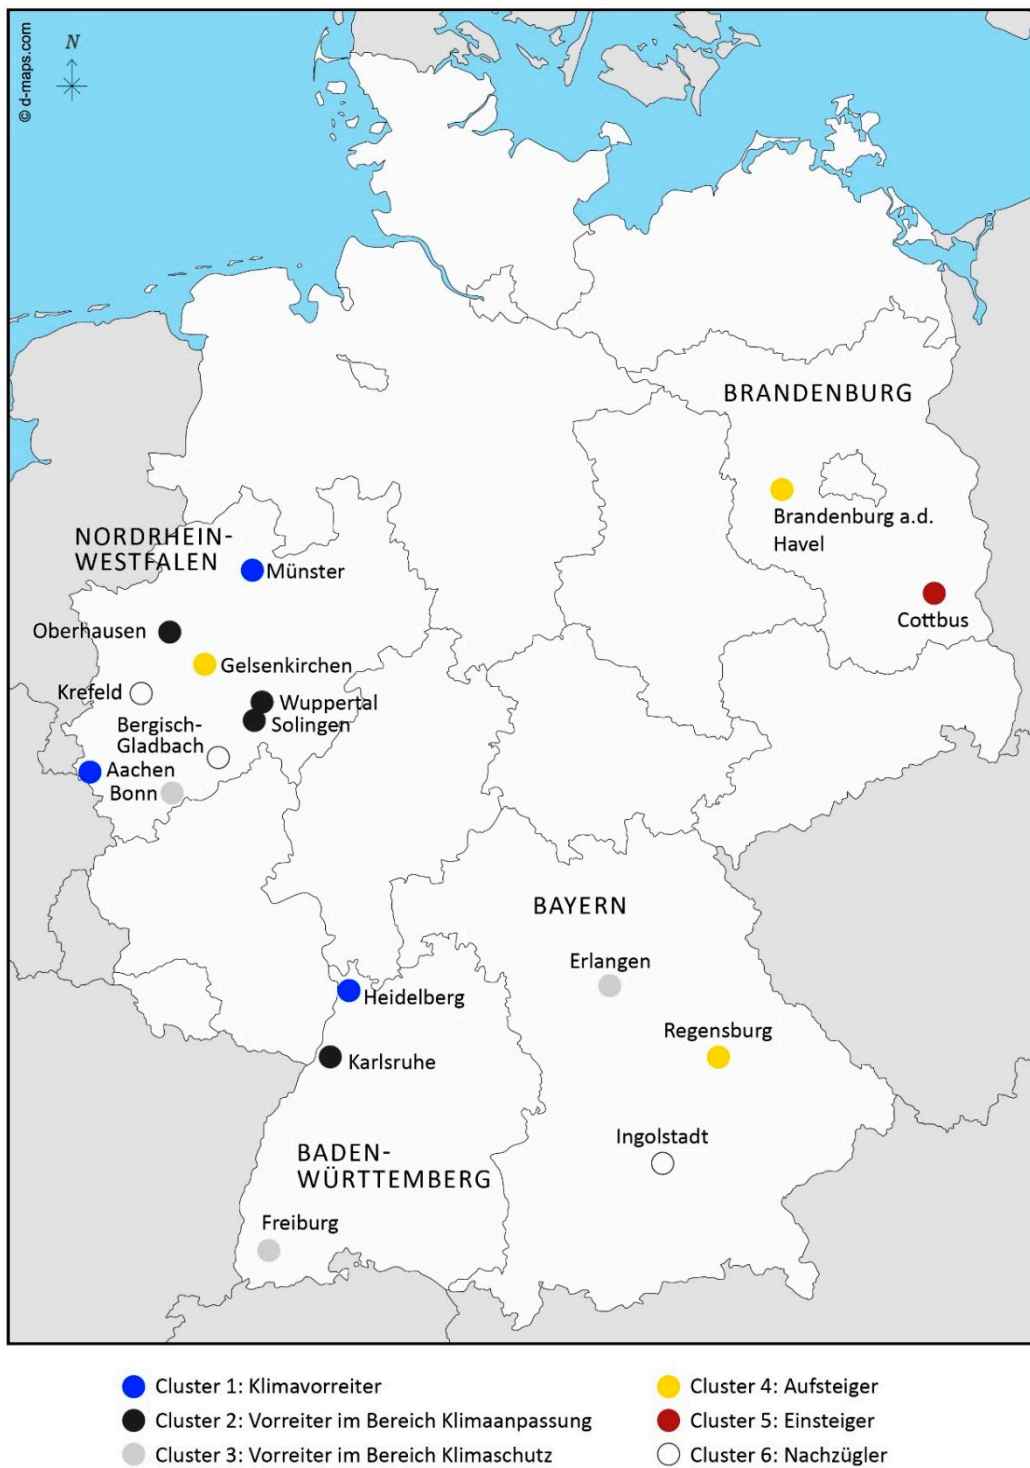 © d-maps.com
N
BRANDENBURG
Brandenburg a.d.
Havel
Cottbus
NORDRHEIN-
WESTFALEN
Münster
Oberhausen
Gelsenkirchen
Krefeld
Wuppertal
Solingen
Bergisch-
Gladbach
Aachen
Bonn
BAYERN
Erlangen
Heidelberg
Regensburg
Karlsruhe
Ingolstadt
BADEN-
WÜRTTEMBERG
Freiburg
Cluster 1: Klimavorreiter
Cluster 2: Vorreiter im Bereich Klimaanpassung
Cluster 3: Vorreiter im Bereich Klimaschutz
Cluster 4: Aufsteiger
Cluster 5: Einsteiger
Cluster 6: Nachzügler